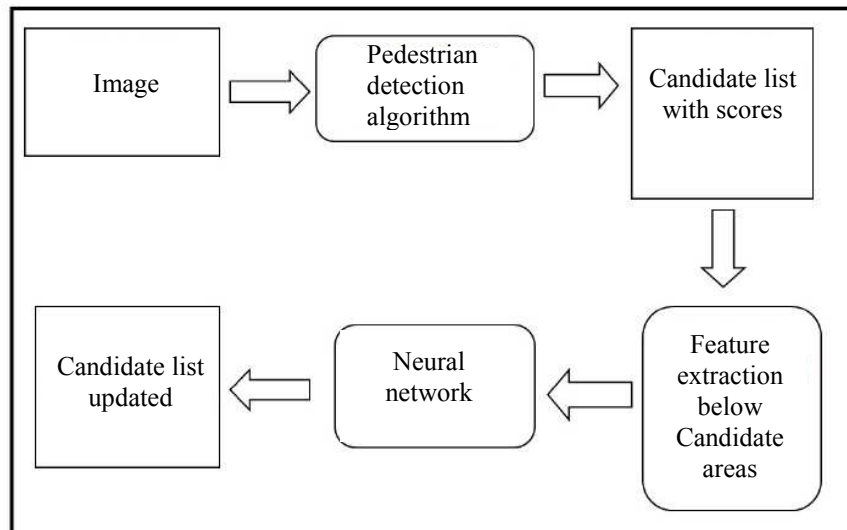 Image
Pedestrian
detection
algorithm
Candidate list
with scores
Feature
extraction
below
Candidate
areas
Neural
network
Candidate list
updated